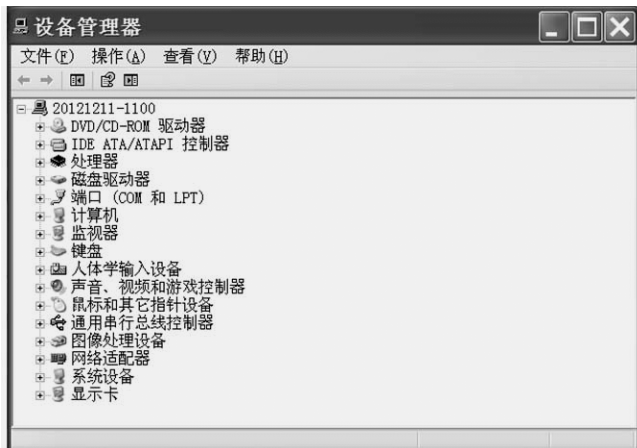 设备管理器
文件(F) 操作(A) 查看(V) 帮助(H)
20121211-1100
DVD/CD-ROM 驱动器
IDE ATA/ATAPI 控制器
处理器
磁盘驱动器
端口 (COM 和 LPT)
计算机
监视器
键盘
人体学输入设备
声音、视频和游戏控制器
鼠标和其它指针设备
通用串行总线控制器
图像处理设备
网络适配器
系统设备
显示卡